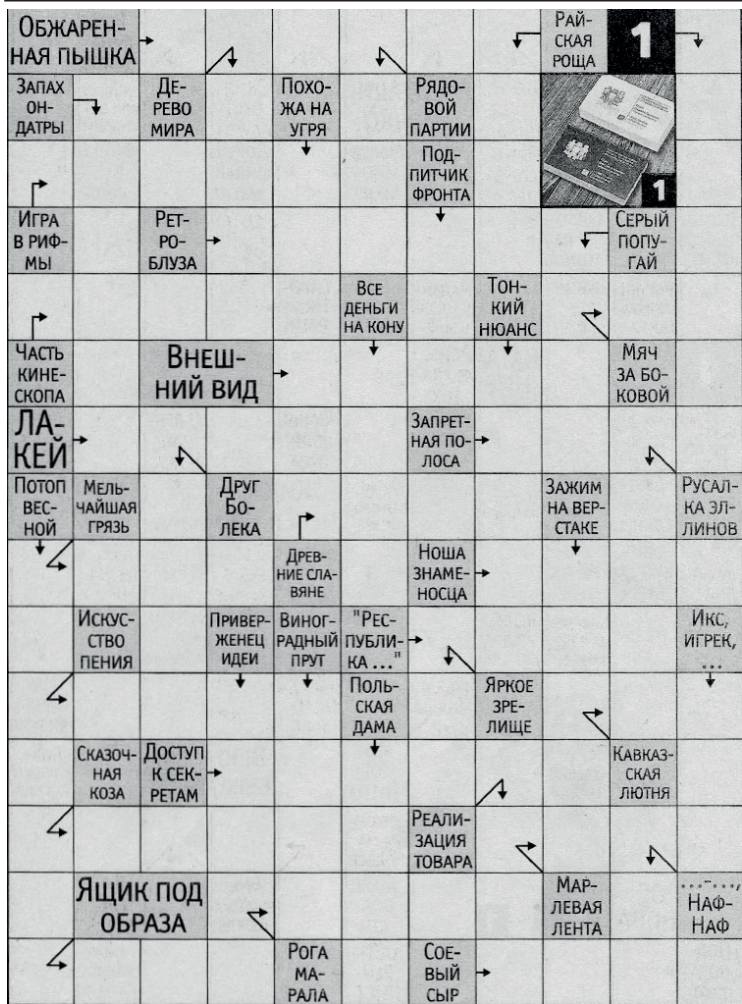 Обжарен-
ная пышка
Рай-
ская
роща
1
Запах
он-
датры
Де-
рево
мира
Похо-
жа на
угря
Рядо-
вой
партии
Под-
питчик
фронта
1
Игра
в риф-
мы
Рет-
ро-
блуза
Серый
попу-
гай
Все
деньги
на кону
Тон-
кий
нюанс
Часть
кине-
скопа
Внеш-
ний вид
Мяч
за бо-
ковой
Ла-
кей
Запрет-
ная по-
лоса
Потоп
вес-
ной
Мель-
чайшая
грязь
Друг
Бо-
лека
Зажим
на вер-
стаке
Русал-
ка эл-
линов
Древ-
ние сла-
вяне
Ноша
знаме-
носца
Искус-
ство
пения
Привер-
женец
идеи
Виног-
радный
прут
"Рес-
публи-
ка ..."
Икс,
игрек,
...
Поль-
ская
дама
Яркое
зре-
лище
Сказоч-
ная
коза
Доступ
к сек-
ретам
Кавказ-
ская
лютня
Реали-
зация
товара
Ящик под
образа
Мар-
левая
лента
...-...,
Наф-
Наф
Рога
ма-
рала
Сое-
вый
сыр